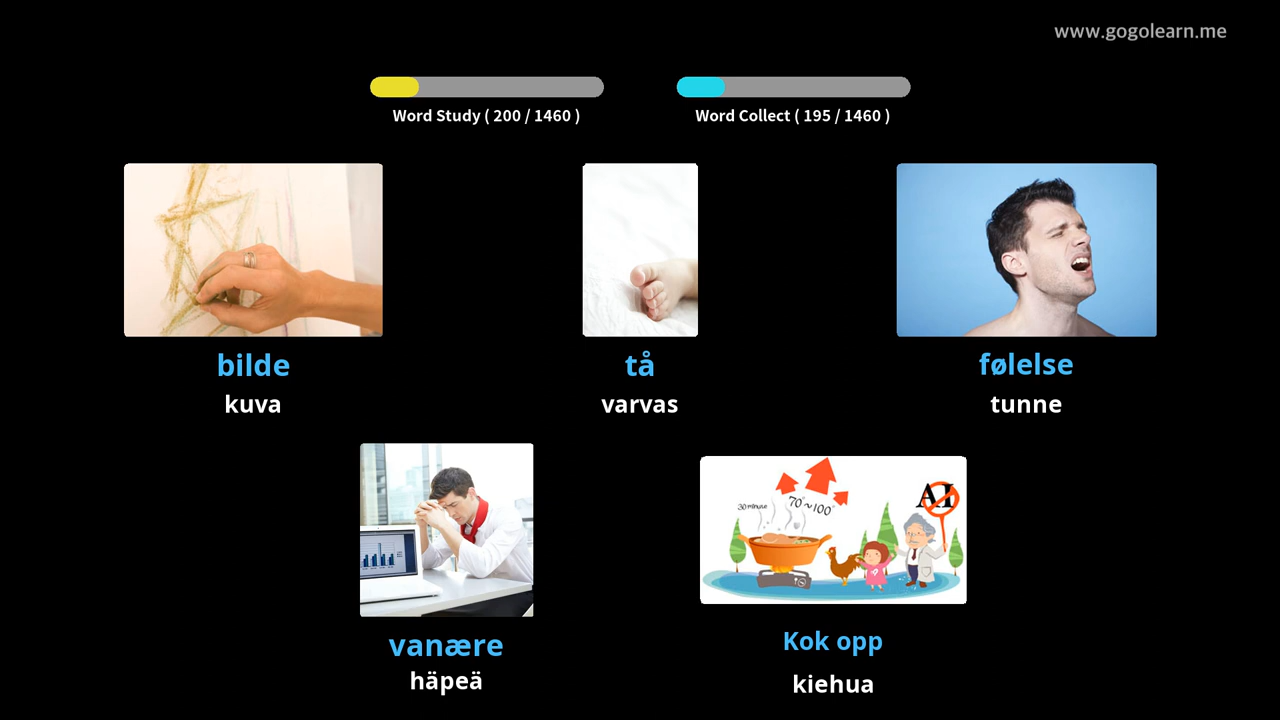 www.gogolearn.me
Word Study ( 200 / 1460 )
Word Collect ( 195 / 1460 )
bilde
tå
følelse
kuva
varvas
tunne
30 minute
70°~100°
AI
vanære
Kok opp
häpeä
kiehua